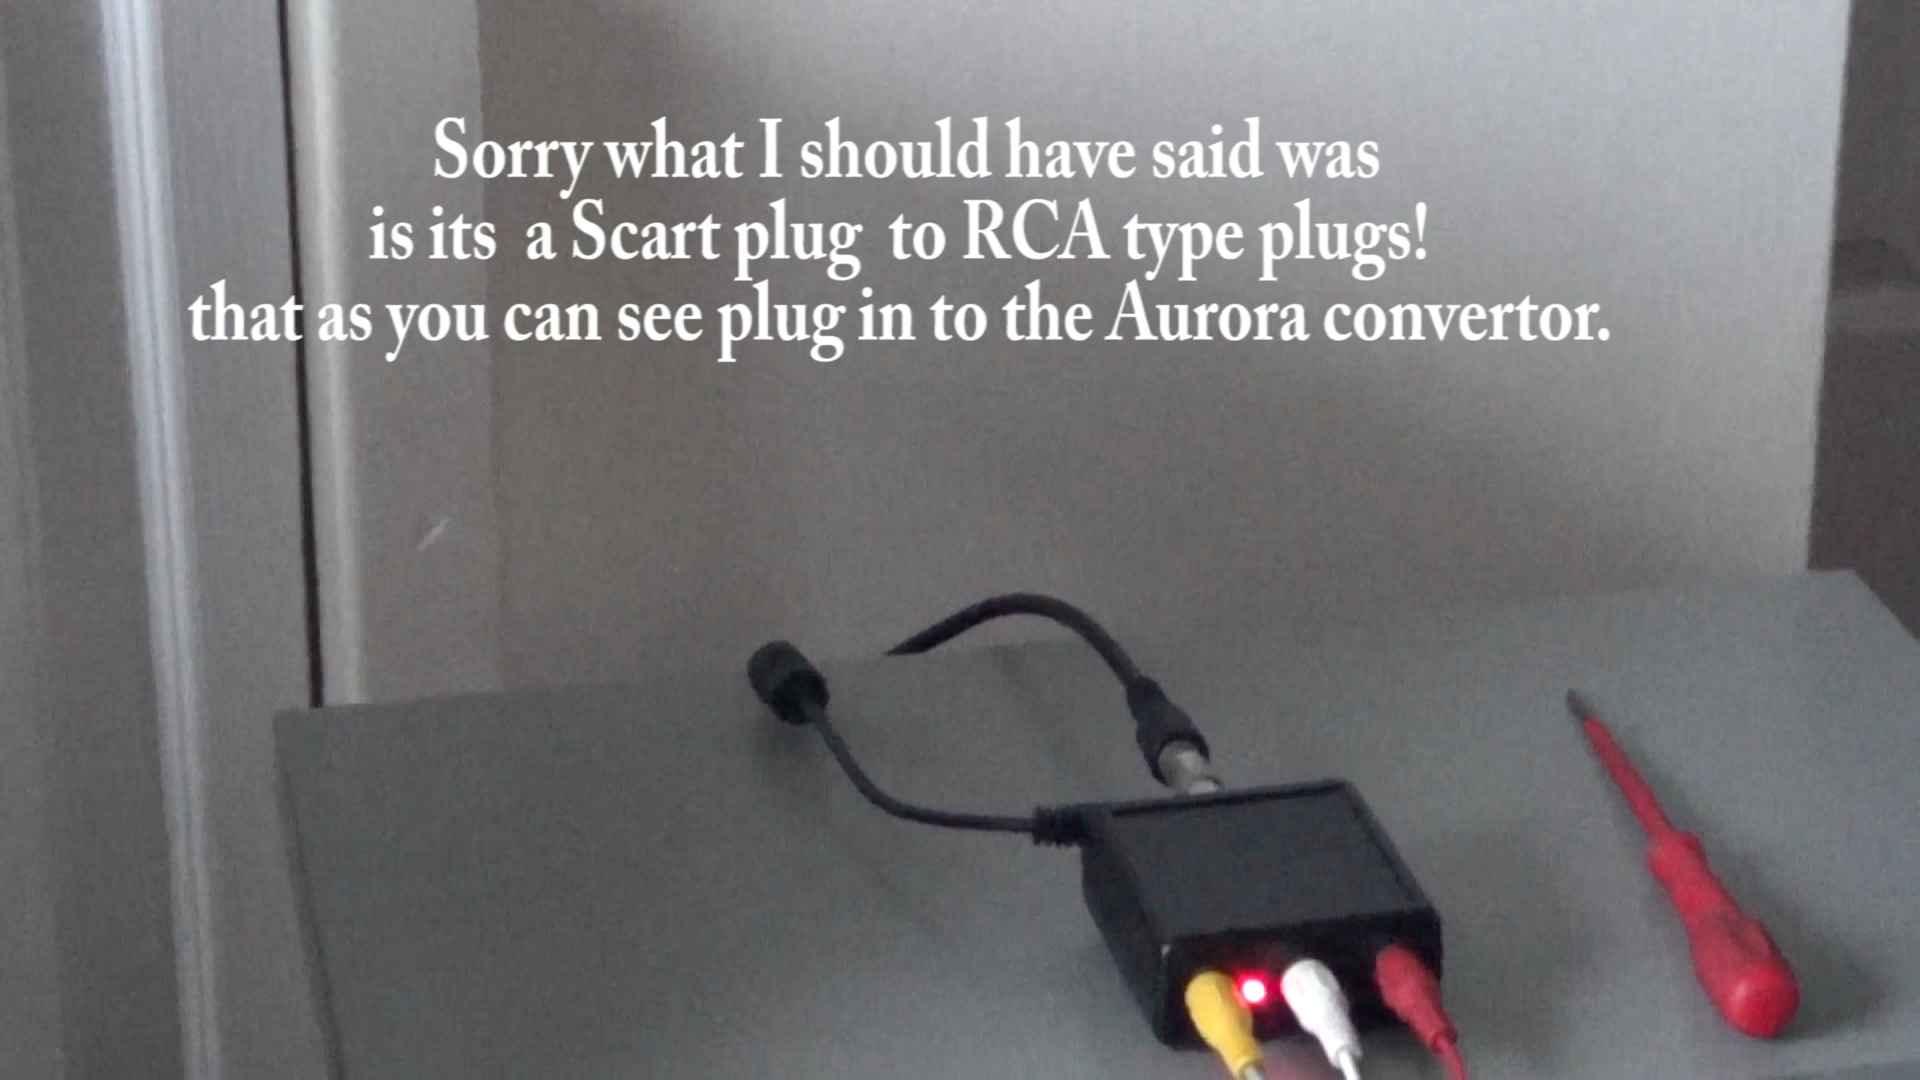 Sorry what I should have said was
is its a Scart plug to RCA type plugs!
that as you can see plug in to the Aurora convertor.